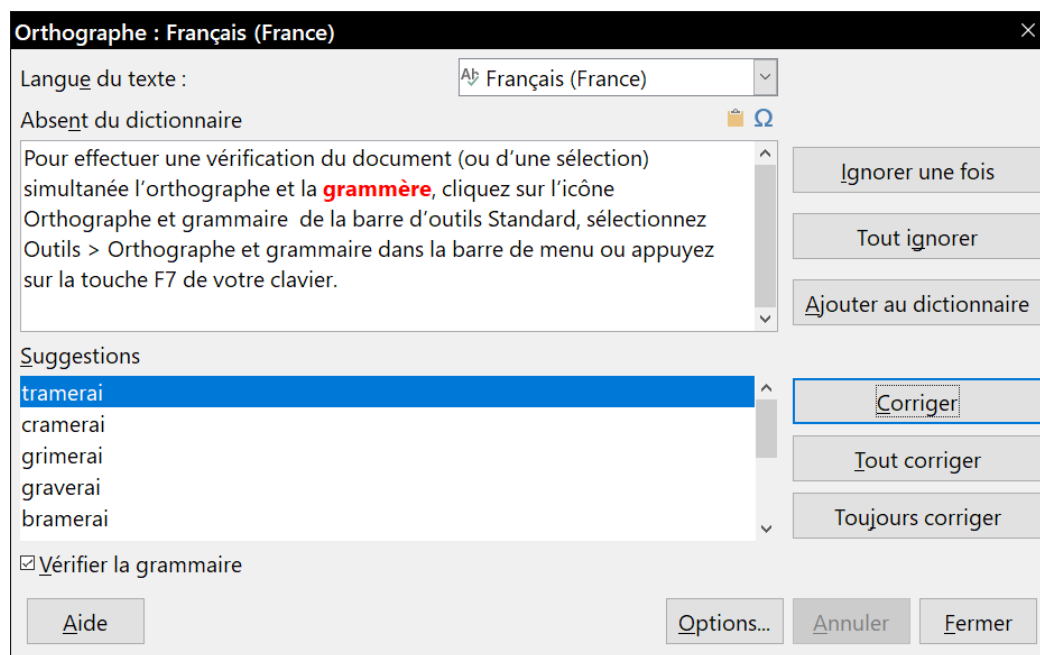 Orthographe : Français (France)
Langue du texte :
Français (France)
Absent du dictionnaire
Pour effectuer une vérification du document (ou d’une sélection)
simultanée l’orthographe et la grammère, cliquez sur l’icône
Orthographe et grammaire  de la barre d’outils Standard, sélectionnez
Outils > Orthographe et grammaire dans la barre de menu ou appuyez
sur la touche F7 de votre clavier.
Ignorer une fois
Tout ignorer
Ajouter au dictionnaire
Suggestions
tramerai
cramerai
grimerai
graverai
bramerai
Corriger
Tout corriger
Toujours corriger
Vérifier la grammaire
Aide
Options...
Annuler
Fermer